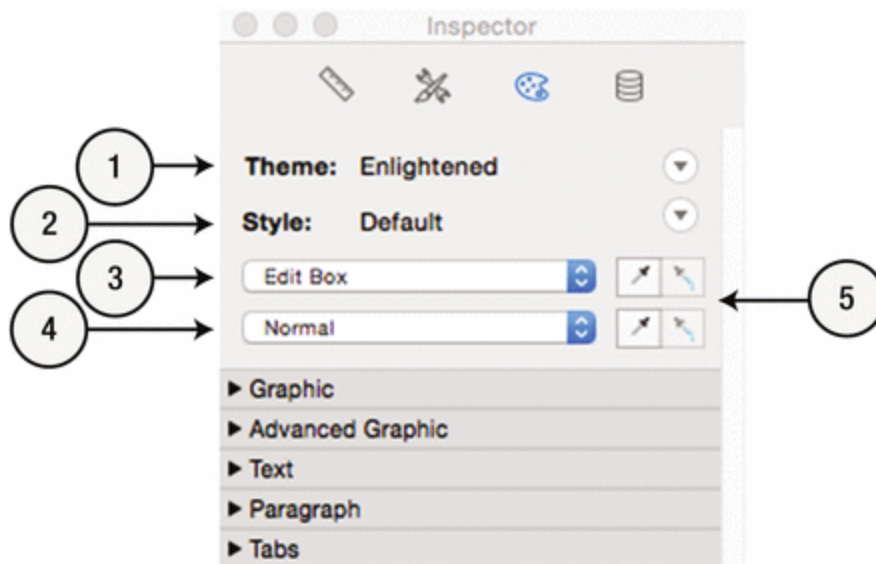 Inspector
1 Theme: Enlightened
2 Style: Default
3 Edit Box
5
4 Normal
Graphic
Advanced Graphic
Text
Paragraph
Tabs